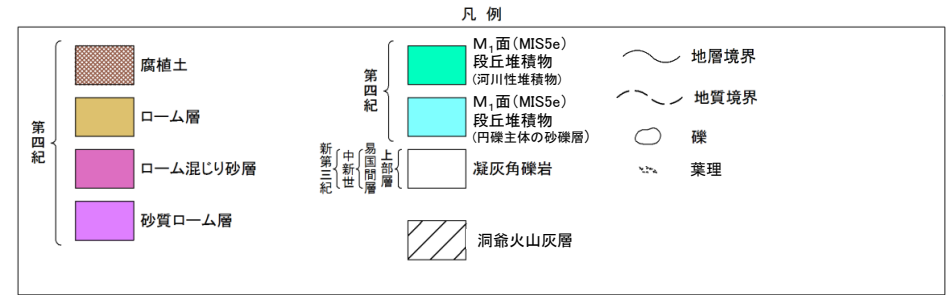 凡 例
第四紀
腐植土
ローム層
ローム混じり砂層
砂質ローム層
第四紀
M₁面(MIS5e)
段丘堆積物
(河川性堆積物)
M₁面(MIS5e)
段丘堆積物
(円礫主体の砂礫層)
新第三紀
中新世
易国間層
上部層
凝灰角礫岩
洞爺火山灰層
地層境界
地質境界
礫
葉理